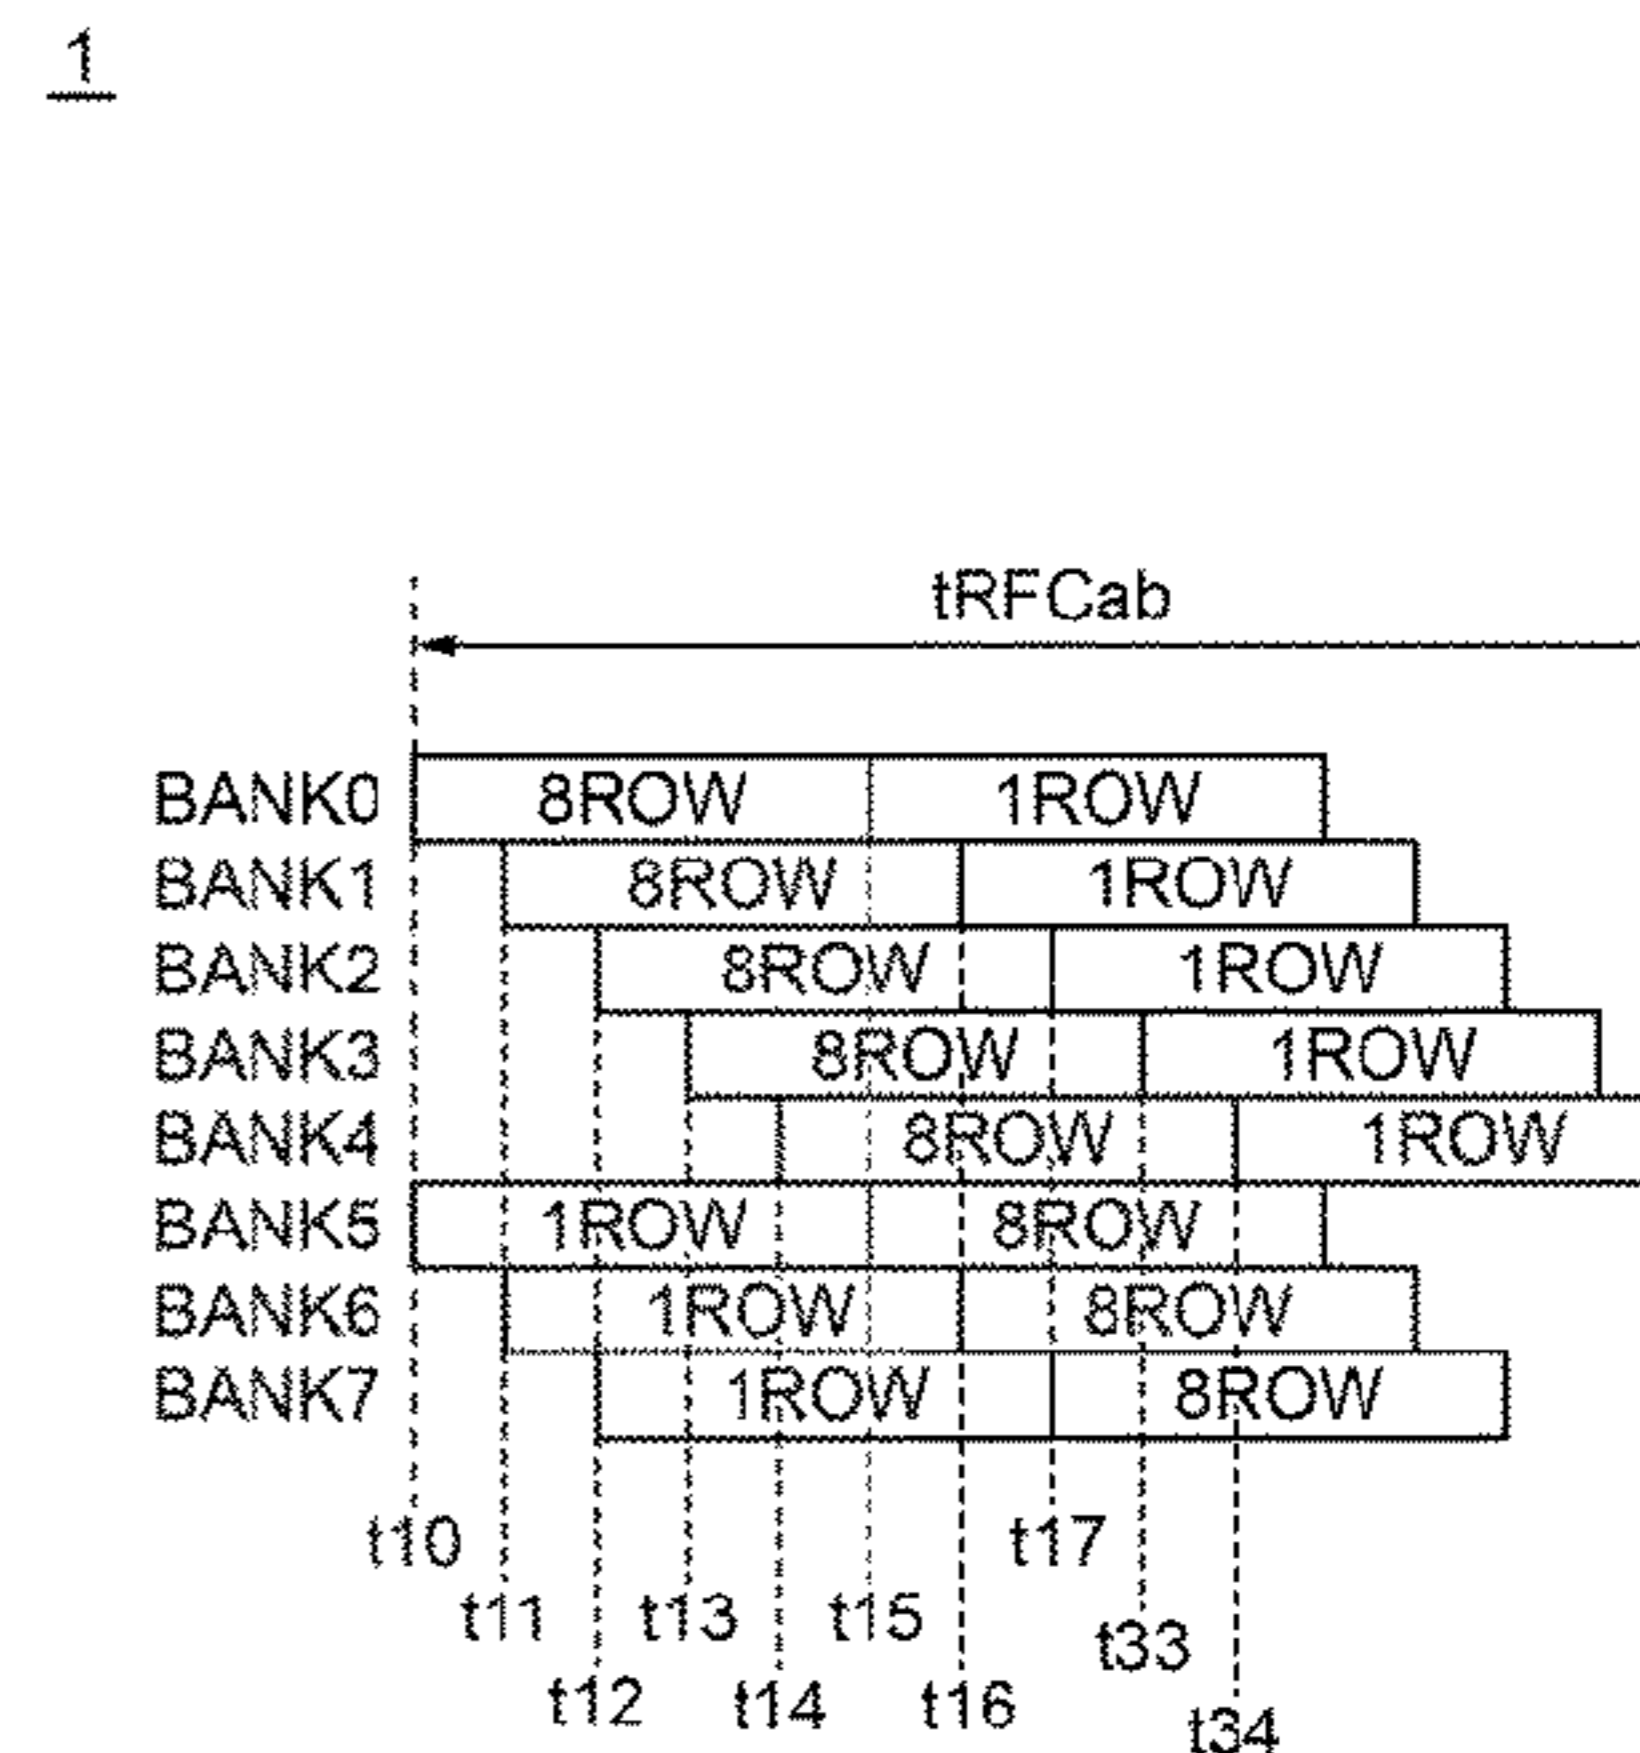 1
tRFCab
BANK0 8ROW 1ROW
BANK1 8ROW 1ROW
BANK2 8ROW 1ROW
BANK3 8ROW 1ROW
BANK4 8ROW 1ROW
BANK5 1ROW 8ROW
BANK6 1ROW 8ROW
BANK7 1ROW 8ROW
t10 t17
t11 t13 t15 t33
t12 t14 t16 t34